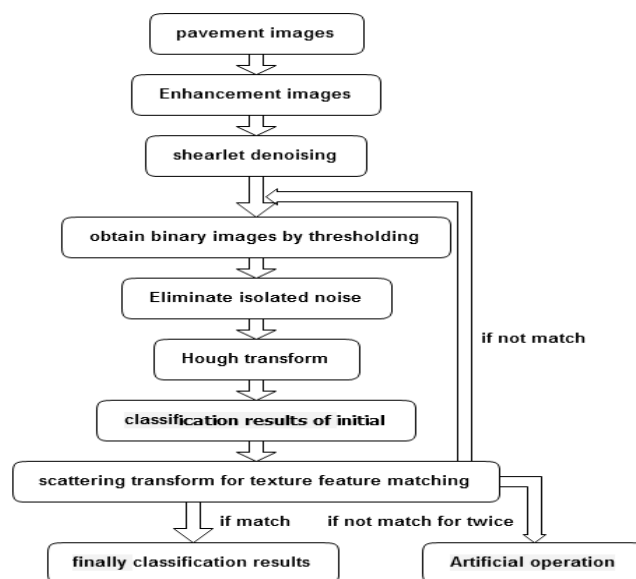 pavement images
Enhancement images
shearlet denoising
obtain binary images by thresholding
Eliminate isolated noise
Hough transform
if not match
classification results of initial
scattering transform for texture feature matching
if match
if not match for twice
finally classification results
Artificial operation